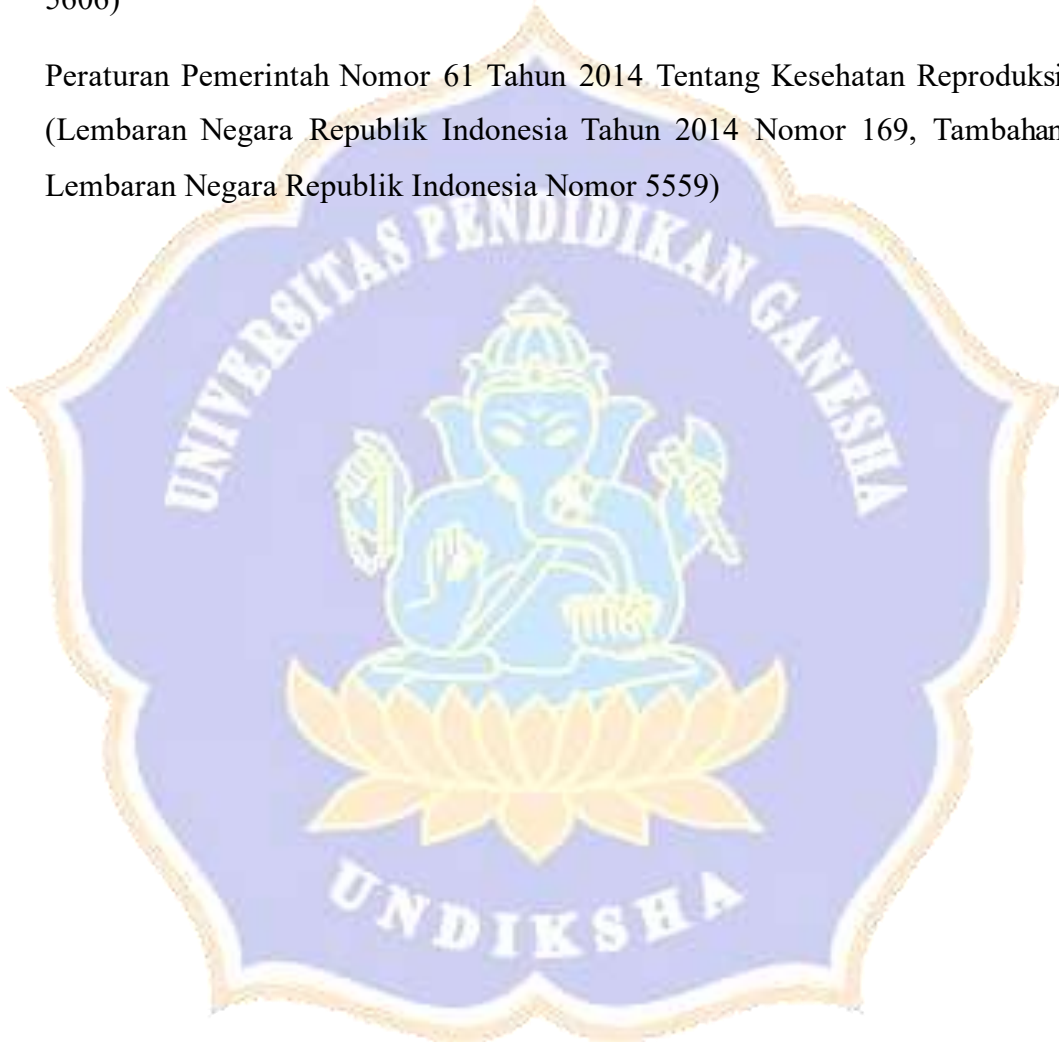 5606)
Peraturan Pemerintah Nomor 61 Tahun 2014 Tentang Kesehatan Reproduksi
(Lembaran Negara Republik Indonesia Tahun 2014 Nomor 169, Tambahan
Lembaran Negara Republik Indonesia Nomor 5559)
UNIVERSITAS PENDIDIKAN GANESHA
UNDIKSHA